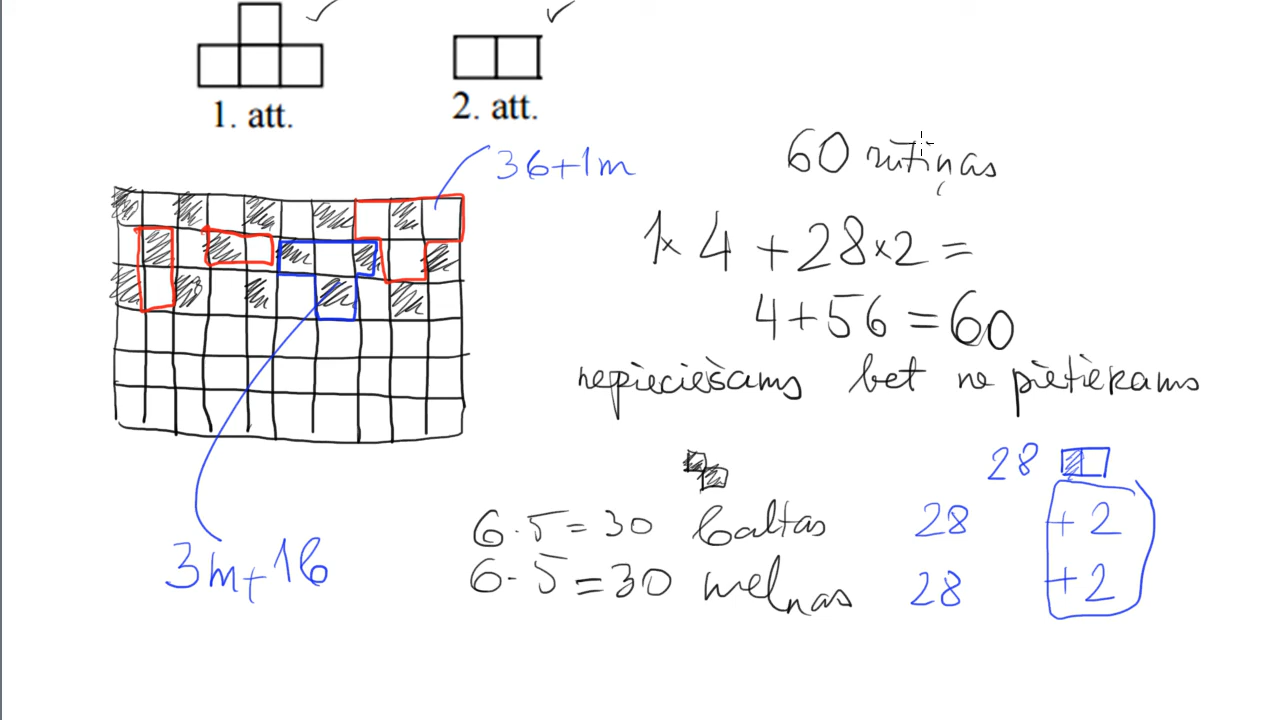 1. att.
2. att.
36+1m
60 rūtiņas
1×4+28×2=
4+56=60
nepieciešams bet ne pietiekams
28
6·5=30 baltas 28 +2
6·5=30 melnas 28 +2
3m+1b